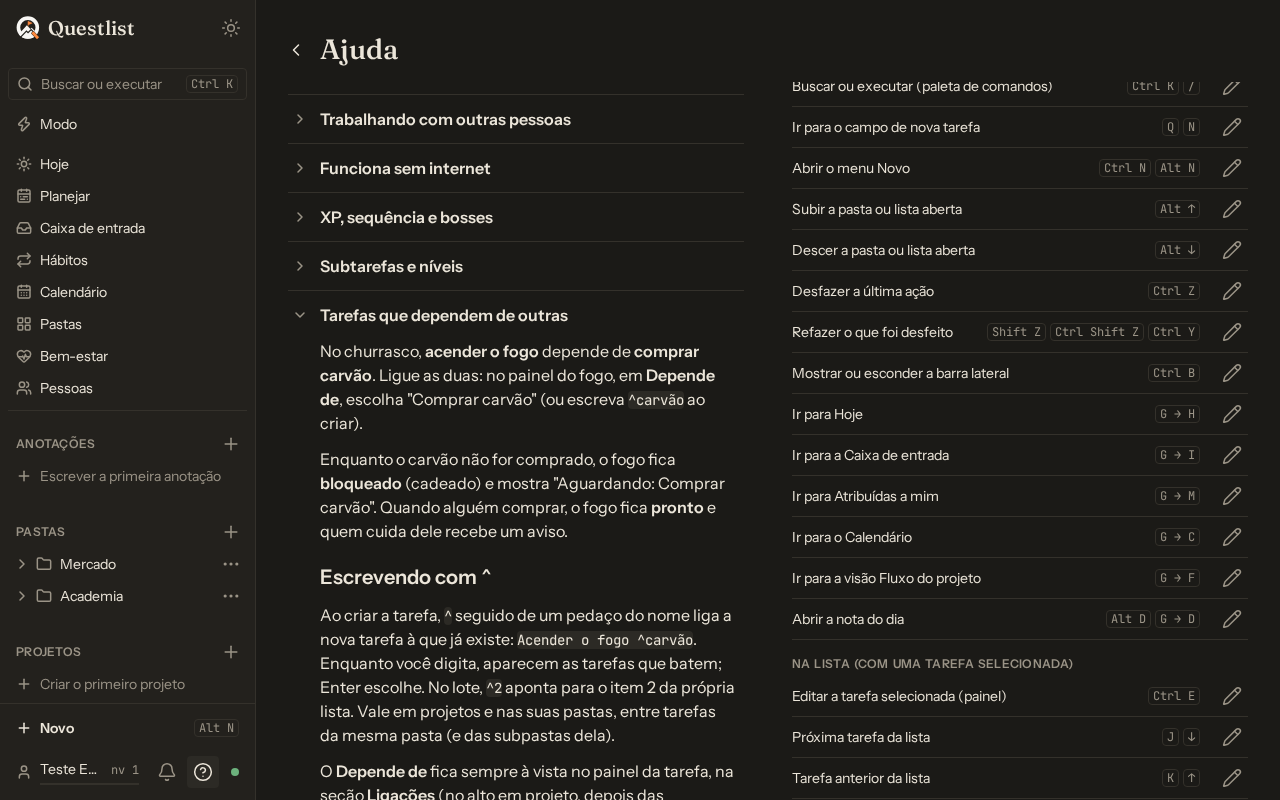 Questlist
Buscar ou executar Ctrl K
Modo
Hoje
Planejar
Caixa de entrada
Hábitos
Calendário
Pastas
Bem-estar
Pessoas
ANOTAÇÕES
Escrever a primeira anotação
PASTAS
Mercado
Academia
PROJETOS
Criar o primeiro projeto
Novo Alt N
Teste E... nv 1
Ajuda
Trabalhando com outras pessoas
Funciona sem internet
XP, sequência e bosses
Subtarefas e níveis
Tarefas que dependem de outras
No churrasco, acender o fogo depende de comprar
carvão. Ligue as duas: no painel do fogo, em Depende
de, escolha "Comprar carvão" (ou escreva ^carvão ao
criar).
Enquanto o carvão não for comprado, o fogo fica
bloqueado (cadeado) e mostra "Aguardando: Comprar
carvão". Quando alguém comprar, o fogo fica pronto e
quem cuida dele recebe um aviso.
Escrevendo com ^
Ao criar a tarefa, ^ seguido de um pedaço do nome liga a
nova tarefa à que já existe: Acender o fogo ^carvão.
Enquanto você digita, aparecem as tarefas que batem;
Enter escolhe. No lote, ^2 aponta para o item 2 da própria
lista. Vale em projetos e nas suas pastas, entre tarefas
da mesma pasta (e das subpastas dela).
O Depende de fica sempre à vista no painel da tarefa, na
seção Ligações (no alto em projeto, depois das
Buscar ou executar (paleta de comandos) Ctrl K /
Ir para o campo de nova tarefa Q N
Abrir o menu Novo Ctrl N Alt N
Subir a pasta ou lista aberta Alt ↑
Descer a pasta ou lista aberta Alt ↓
Desfazer a última ação Ctrl Z
Refazer o que foi desfeito Shift Z Ctrl Shift Z Ctrl Y
Mostrar ou esconder a barra lateral Ctrl B
Ir para Hoje G → H
Ir para a Caixa de entrada G → I
Ir para Atribuídas a mim G → M
Ir para o Calendário G → C
Ir para a visão Fluxo do projeto G → F
Abrir a nota do dia Alt D G → D
NA LISTA (COM UMA TAREFA SELECIONADA)
Editar a tarefa selecionada (painel) Ctrl E
Próxima tarefa da lista J ↓
Tarefa anterior da lista K ↑